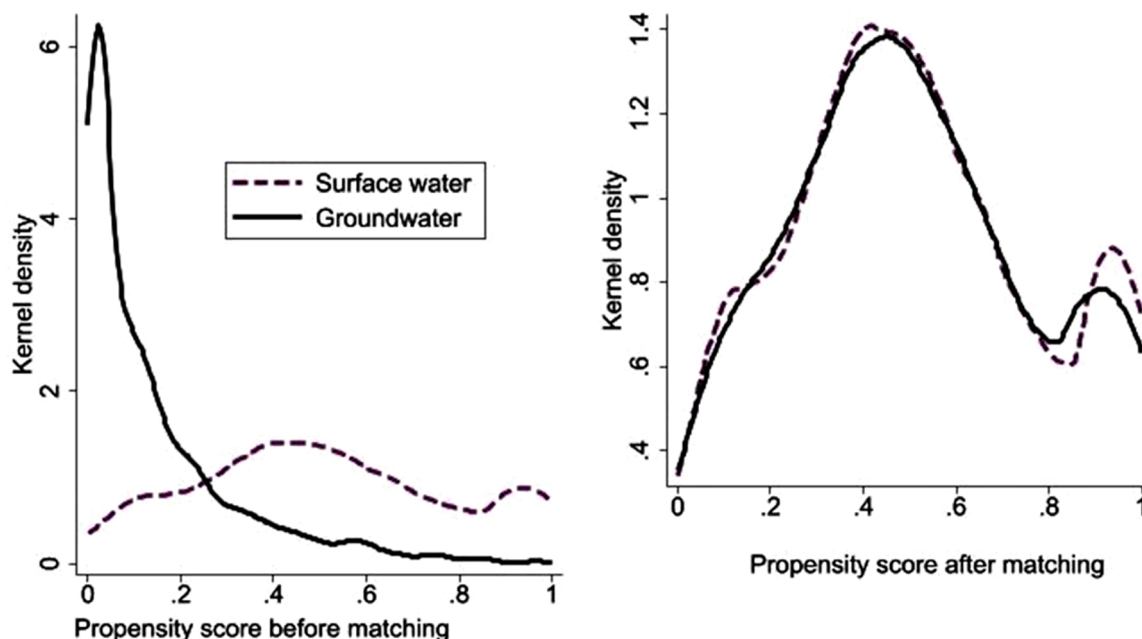 Kernel density
6
4
2
0
Surface water
Groundwater
0 .2 .4 .6 .8 1
Propensity score before matching
Kernel density
1.4
1.2
1
.8
.6
.4
0 .2 .4 .6 .8 1
Propensity score after matching